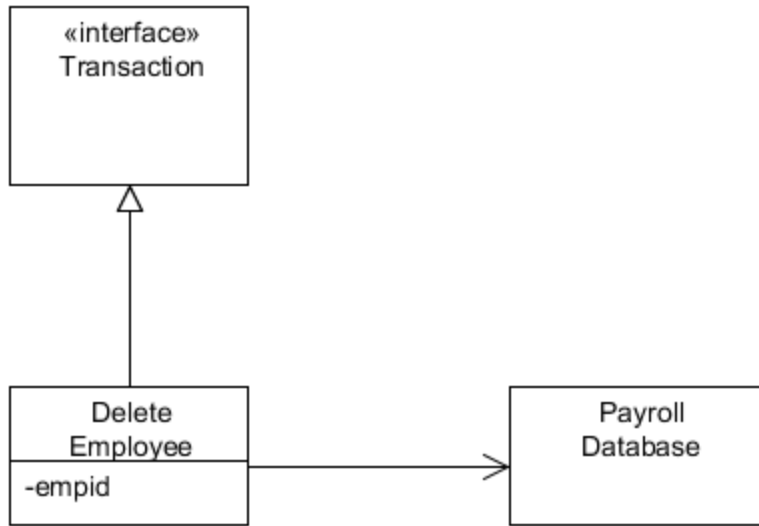 «interface»
Transaction
Delete
Employee
-empid
Payroll
Database